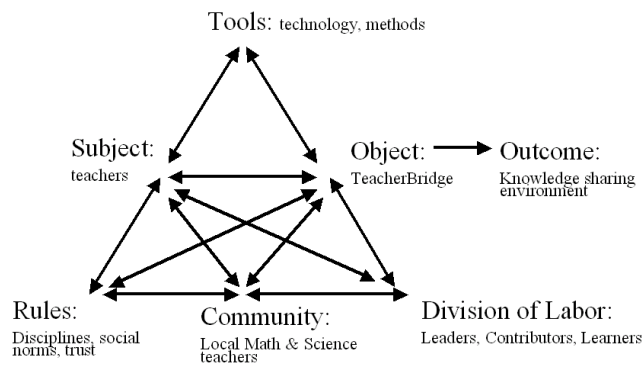 Tools: technology, methods
Subject:
teachers
Object:
TeacherBridge
Outcome:
Knowledge sharing
environment
Rules:
Disciplines, social
norms, trust
Community:
Local Math & Science
teachers
Division of Labor:
Leaders, Contributors, Learners